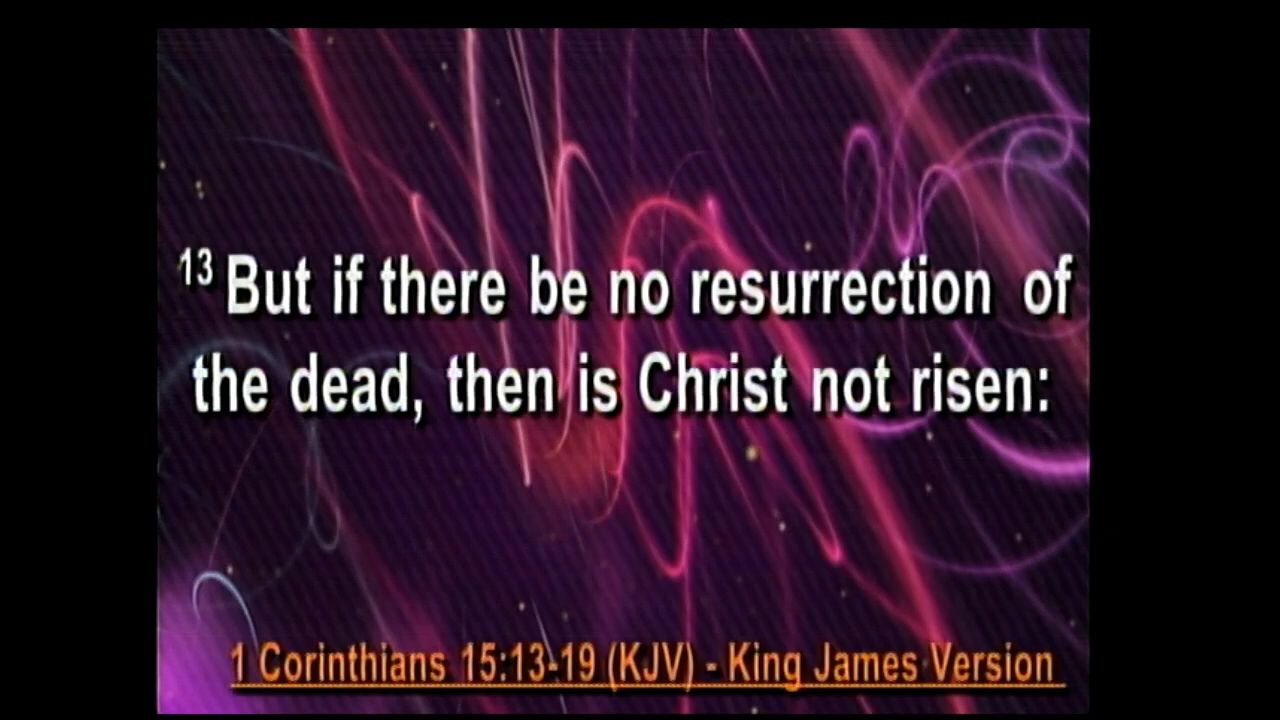 13 But if there be no resurrection of
the dead, then is Christ not risen:
1 Corinthians 15:13-19 (KJV) - King James Version